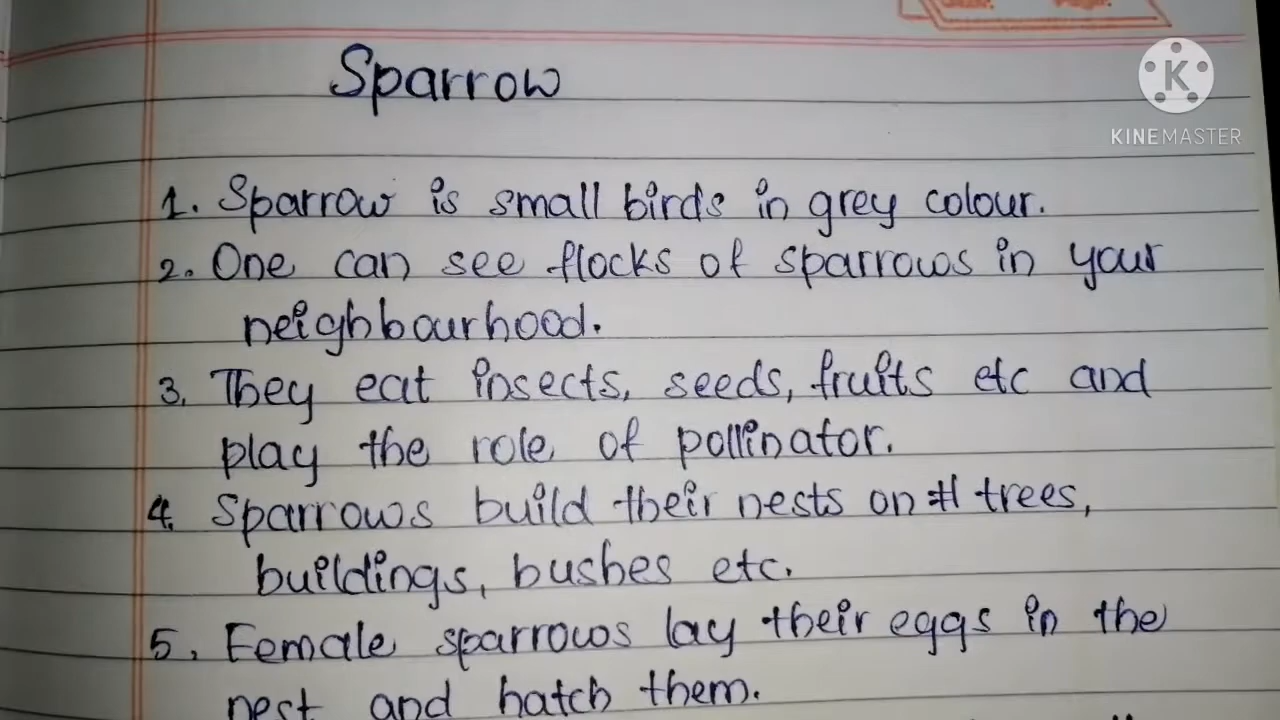 Sparrow
KINEMASTER
1. Sparrow is small birds in grey colour.
2. One can see flocks of sparrows in your
neighbourhood.
3. They eat insects, seeds, fruits etc and
play the role of pollinator.
4. Sparrows build their nests on trees,
buildings, bushes etc.
5. Female sparrows lay their eggs in the
nest and hatch them.